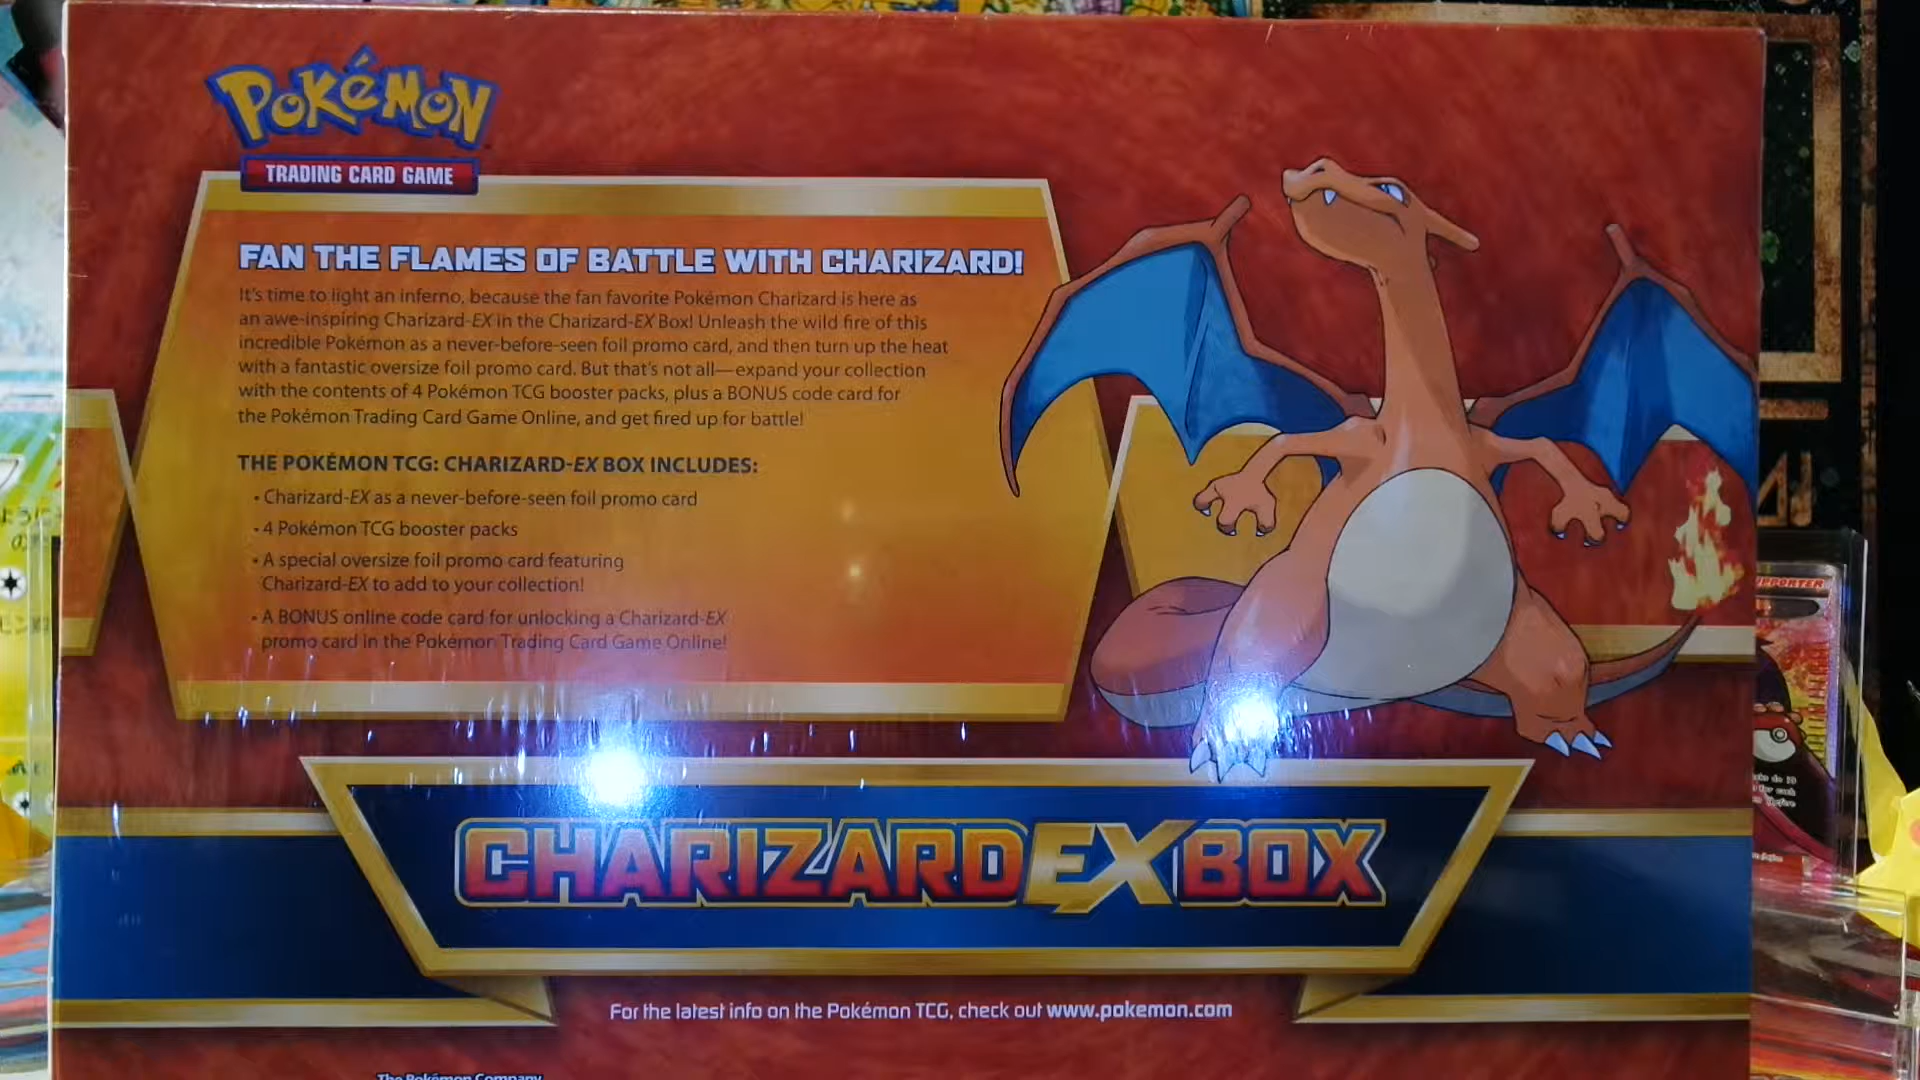 POKéMON
TRADING CARD GAME
FAN THE FLAMES OF BATTLE WITH CHARIZARD!
It's time to light an inferno, because the fan favorite Pokémon Charizard is here as
an awe-inspiring Charizard-EX in the Charizard-EX Box! Unleash the wild fire of this
incredible Pokémon as a never-before-seen foil promo card, and then turn up the heat
with a fantastic oversize foil promo card. But that's not all—expand your collection
with the contents of 4 Pokémon TCG booster packs, plus a BONUS code card for
the Pokémon Trading Card Game Online, and get fired up for battle!
THE POKÉMON TCG: CHARIZARD-EX BOX INCLUDES:
• Charizard-EX as a never-before-seen foil promo card
• 4 Pokémon TCG booster packs
• A special oversize foil promo card featuring
Charizard-EX to add to your collection!
• A BONUS online code card for unlocking a Charizard-EX
promo card in the Pokémon Trading Card Game Online!
CHARIZARD EX BOX
For the latest info on the Pokémon TCG, check out www.pokemon.com
The Pokémon Company